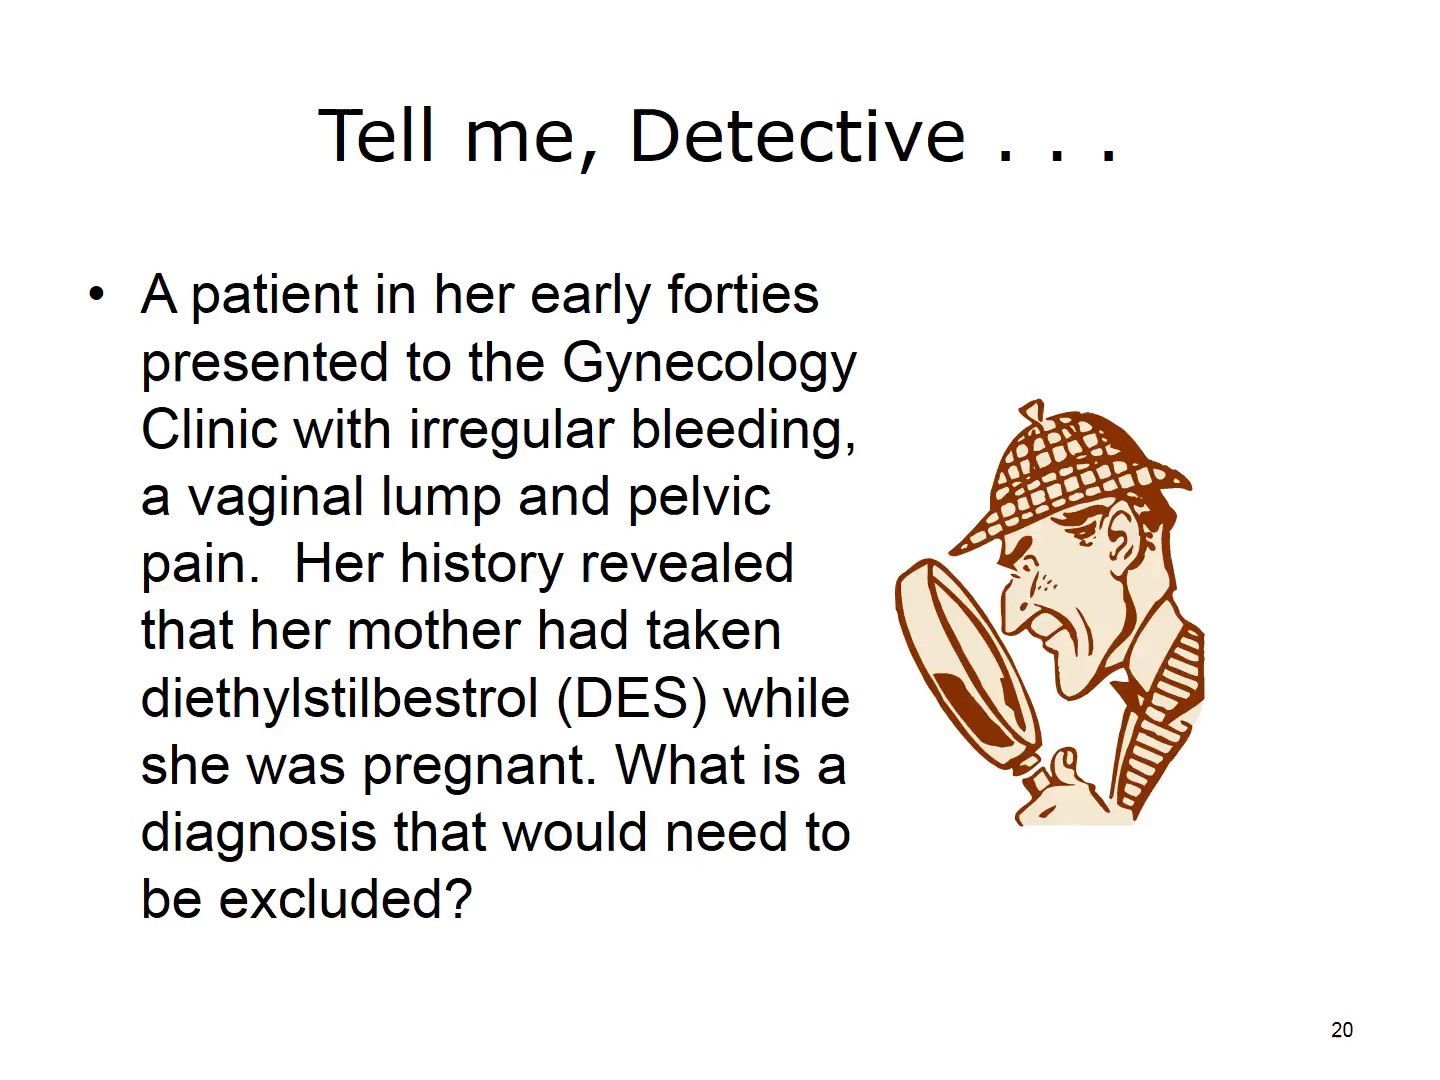 Tell me, Detective . . .
• A patient in her early forties
presented to the Gynecology
Clinic with irregular bleeding,
a vaginal lump and pelvic
pain.  Her history revealed
that her mother had taken
diethylstilbestrol (DES) while
she was pregnant. What is a
diagnosis that would need to
be excluded?
20